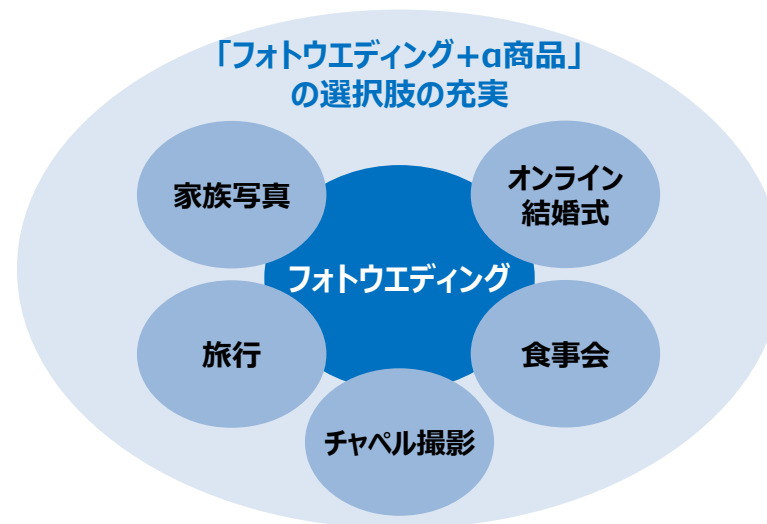 「フォトウエディング+α商品」
の選択肢の充実
家族写真
オンライン
結婚式
フォトウエディング
旅行
食事会
チャペル撮影